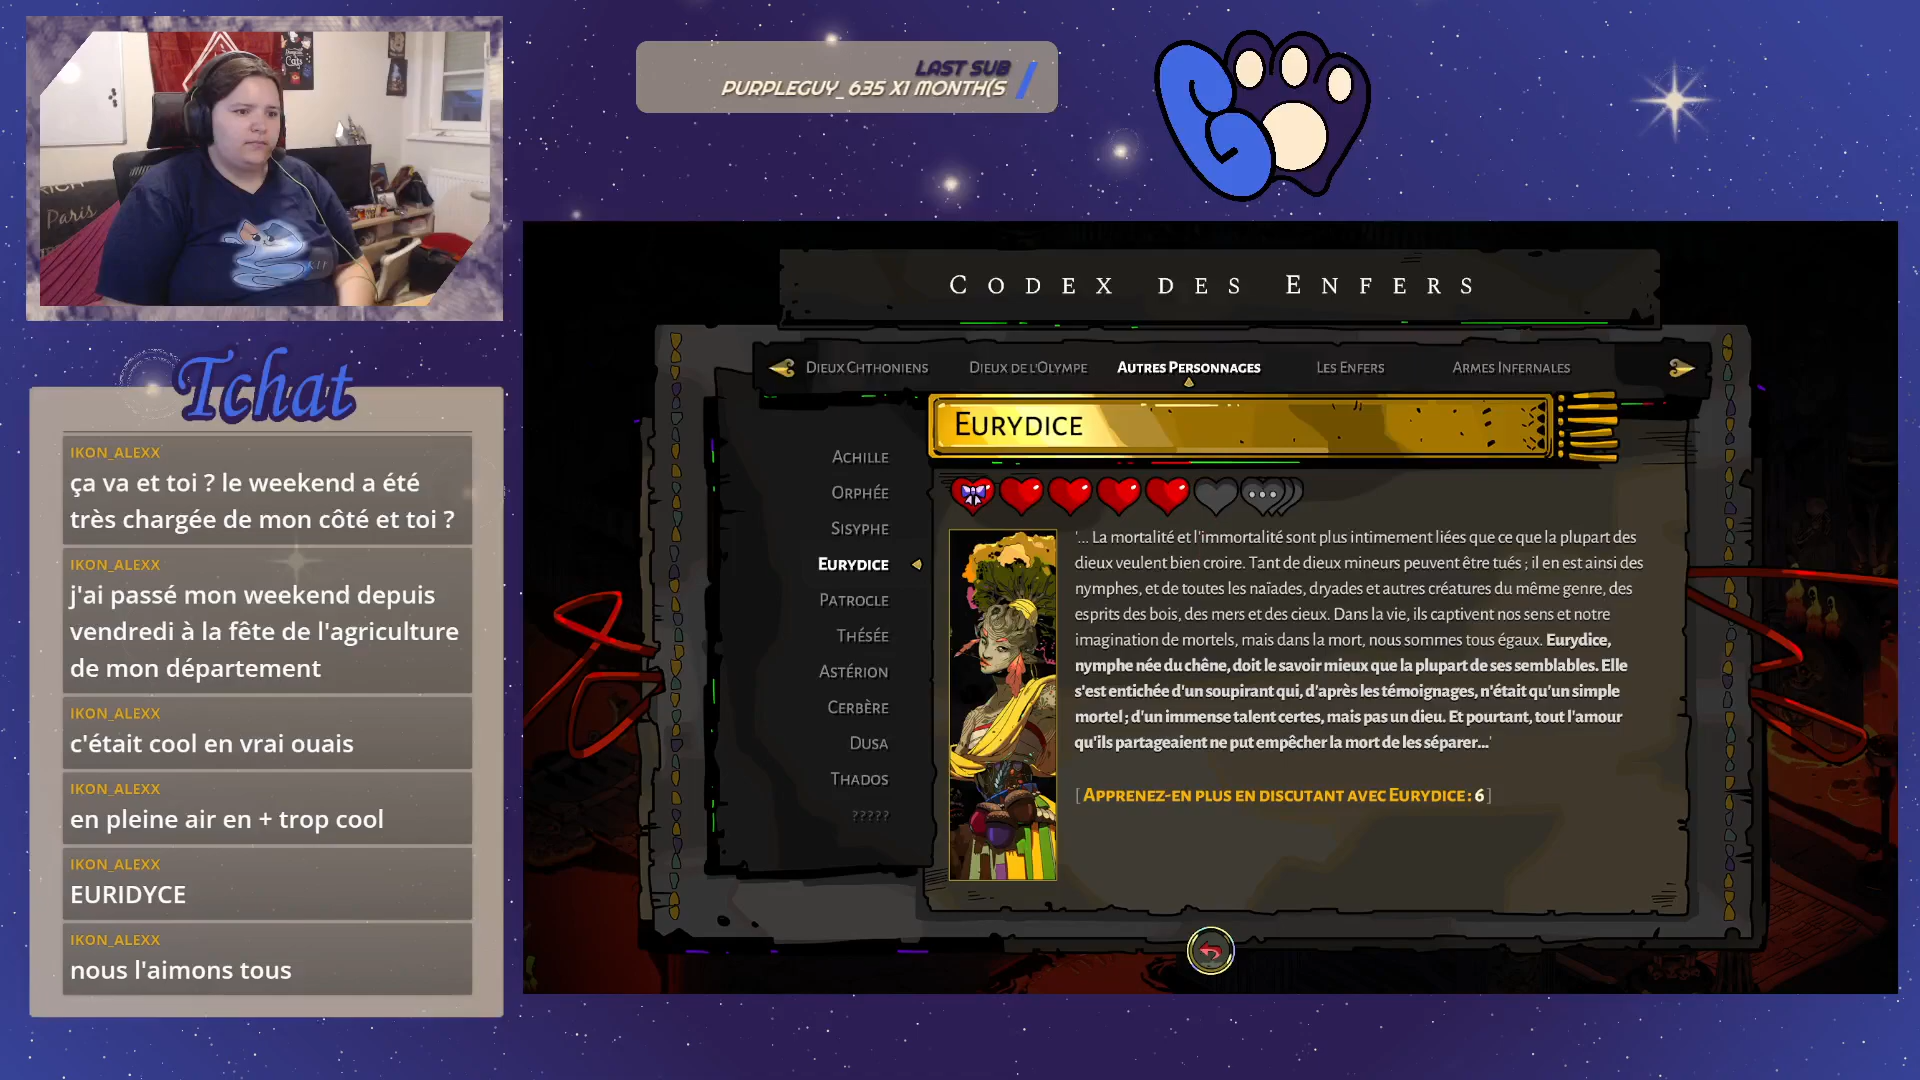 LAST SUB
PURPLEGUY_635 X1 MONTH(S
Paris
Tchat
IKON_ALEXX
ça va et toi ? le weekend a été
très chargée de mon côté et toi ?
IKON_ALEXX
j'ai passé mon weekend depuis
vendredi à la fête de l'agriculture
de mon département
IKON_ALEXX
c'était cool en vrai ouais
IKON_ALEXX
en pleine air en + trop cool
IKON_ALEXX
EURIDYCE
IKON_ALEXX
nous l'aimons tous
CODEX DES ENFERS
DIEUX CHTHONIENS
DIEUX DE L'OLYMPE
AUTRES PERSONNAGES
LES ENFERS
ARMES INFERNALES
EURYDICE
ACHILLE
ORPHÉE
SISYPHE
EURYDICE
PATROCLE
THÉSÉE
ASTÉRION
CERBÈRE
DUSA
THADOS
?????
'... La mortalité et l'immortalité sont plus intimement liées que ce que la plupart des
dieux veulent bien croire. Tant de dieux mineurs peuvent être tués ; il en est ainsi des
nymphes, et de toutes les naïades, dryades et autres créatures du même genre, des
esprits des bois, des mers et des cieux. Dans la vie, ils captivent nos sens et notre
imagination de mortels, mais dans la mort, nous sommes tous égaux. Eurydice,
nymphe née du chêne, doit le savoir mieux que la plupart de ses semblables. Elle
s'est entichée d'un soupirant qui, d'après les témoignages, n'était qu'un simple
mortel ; d'un immense talent certes, mais pas un dieu. Et pourtant, tout l'amour
qu'ils partageaient ne put empêcher la mort de les séparer...'
[ APPRENEZ-EN PLUS EN DISCUTANT AVEC EURYDICE : 6 ]